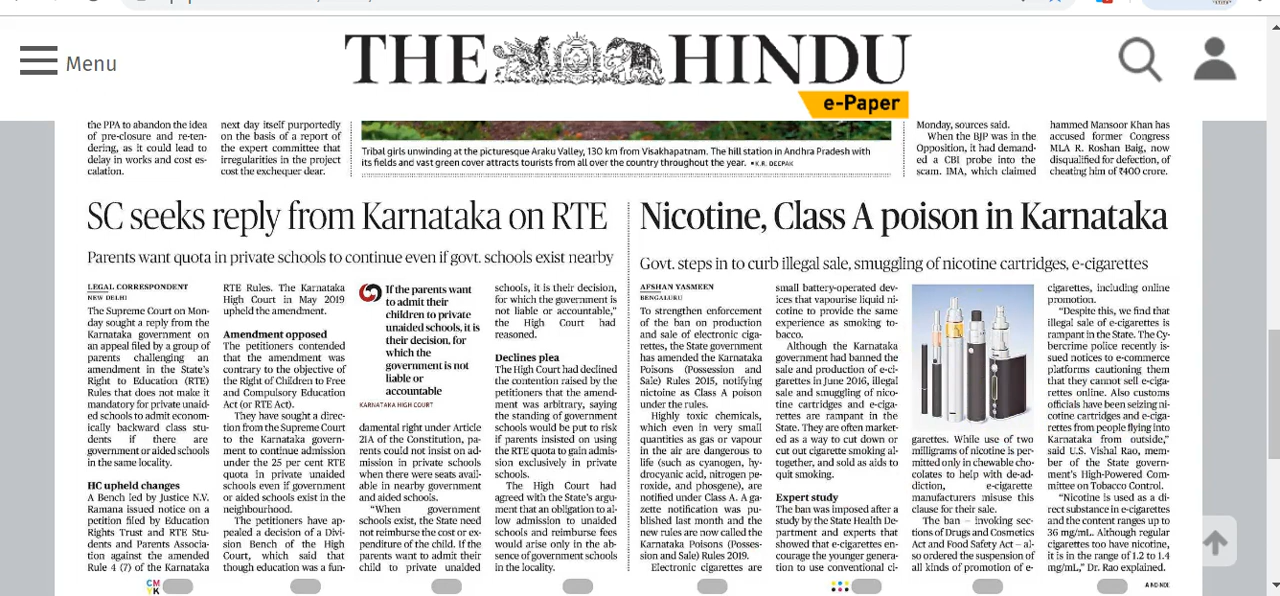 Menu
THE HINDU
e-Paper
the PPA to abandon the idea
of pre-closure and re-ten-
dering, as it could lead to
delay in works and cost es-
calation.
next day itself purportedly
on the basis of a report of
the expert committee that
irregularities in the project
cost the exchequer dear.
Tribal girls unwinding at the picturesque Araku Valley, 130 km from Visakhapatnam. The hill station in Andhra Pradesh with
its fields and vast green cover attracts tourists from all over the country throughout the year. ▪K.R. DEEPAK
Monday, sources said.
When the BJP was in the
Opposition, it had demand-
ed a CBI probe into the
scam. IMA, which claimed
hammed Mansoor Khan has
accused former Congress
MLA R. Roshan Baig, now
disqualified for defection, of
cheating him of ₹400 crore.
SC seeks reply from Karnataka on RTE
Parents want quota in private schools to continue even if govt. schools exist nearby
LEGAL CORRESPONDENT
NEW DELHI
The Supreme Court on Mon-
day sought a reply from the
Karnataka government on
an appeal filed by a group of
parents challenging an
amendment in the State's
Right to Education (RTE)
Rules that does not make it
mandatory for private unaid-
ed schools to admit econom-
ically backward class stu-
dents if there are
government or aided schools
in the same locality.
HC upheld changes
A Bench led by Justice N.V.
Ramana issued notice on a
petition filed by Education
Rights Trust and RTE Stu-
dents and Parents Associa-
tion against the amended
Rule 4 (7) of the Karnataka
RTE Rules. The Karnataka
High Court in May 2019
upheld the amendment.
Amendment opposed
The petitioners contended
that the amendment was
contrary to the objective of
the Right of Children to Free
and Compulsory Education
Act (or RTE Act).
They have sought a direc-
tion from the Supreme Court
to the Karnataka govern-
ment to continue admission
under the 25 per cent RTE
quota in private unaided
schools even if government
or aided schools exist in the
neighbourhood.
The petitioners have ap-
pealed a decision of a Divi-
sion Bench of the High
Court, which said that
though education was a fun-
If the parents want
to admit their
children to private
unaided schools, it is
their decision, for
which the
government is not
liable or
accountable
KARNATAKA HIGH COURT
damental right under Article
21A of the Constitution, pa-
rents could not insist on ad-
mission in private schools
when there were seats avail-
able in nearby government
and aided schools.
“When government
schools exist, the State need
not reimburse the cost or ex-
penditure of the child. If the
parents want to admit their
child to private unaided
schools, it is their decision,
for which the government is
not liable or accountable,”
the High Court had
reasoned.
Declines plea
The High Court had declined
the contention raised by the
petitioners that the amend-
ment was arbitrary, saying
the standing of government
schools would be put to risk
if parents insisted on using
the RTE quota to gain admis-
sion exclusively in private
schools.
The High Court had
agreed with the State's argu-
ment that an obligation to al-
low admission to unaided
schools and reimburse fees
would arise only in the ab-
sence of government schools
in the locality.
Nicotine, Class A poison in Karnataka
Govt. steps in to curb illegal sale, smuggling of nicotine cartridges, e-cigarettes
AFSHAN YASMEEN
BENGALURU
To strengthen enforcement
of the ban on production
and sale of electronic ciga-
rettes, the State government
has amended the Karnataka
Poisons (Possession and
Sale) Rules 2015, notifying
nictoine as Class A poison
under the rules.
Highly toxic chemicals,
which even in very small
quantities as gas or vapour
in the air are dangerous to
life (such as cyanogen, hy-
drocyanic acid, nitrogen pe-
roxide, and phosgene), are
notified under Class A. A ga-
zette notification was pu-
blished last month and the
new rules are now called the
Karnataka Poisons (Posses-
sion and Sale) Rules 2019.
Electronic cigarettes are
small battery-operated dev-
ices that vapourise liquid ni-
cotine to provide the same
experience as smoking to-
bacco.
Although the Karnataka
government had banned the
sale and production of e-ci-
garettes in June 2016, illegal
sale and smuggling of nico-
tine cartridges and e-ciga-
rettes are rampant in the
State. They are often market-
ed as a way to cut down or
cut out cigarette smoking al-
together, and sold as aids to
quit smoking.
Expert study
The ban was imposed after a
study by the State Health De-
partment and experts that
showed that e-cigarettes en-
courage the younger genera-
tion to use conventional ci-
garettes. While use of two
milligrams of nicotine is per-
mitted only in chewable cho-
colates to help with de-ad-
diction, e-cigarette
manufacturers misuse this
clause for their sale.
The ban – invoking sec-
tions of Drugs and Cosmetics
Act and Food Safety Act – al-
so ordered the suspension of
all kinds of promotion of e-
cigarettes, including online
promotion.
“Despite this, we find that
illegal sale of e-cigarettes is
rampant in the State. The Cy-
bercrime police recently is-
sued notices to e-commerce
platforms cautioning them
that they cannot sell e-ciga-
rettes online. Also customs
officials have been seizing ni-
cotine cartridges and e-ciga-
rettes from people flying into
Karnataka from outside,”
said U.S. Vishal Rao, mem-
ber of the State govern-
ment's High-Powered Com-
mittee on Tobacco Control.
“Nicotine is used as a di-
rect substance in e-cigarettes
and the content ranges up to
36 mg/mL. Although regular
cigarettes too have nicotine,
it is in the range of 1.2 to 1.4
mg/mL,” Dr. Rao explained.
CM
YK